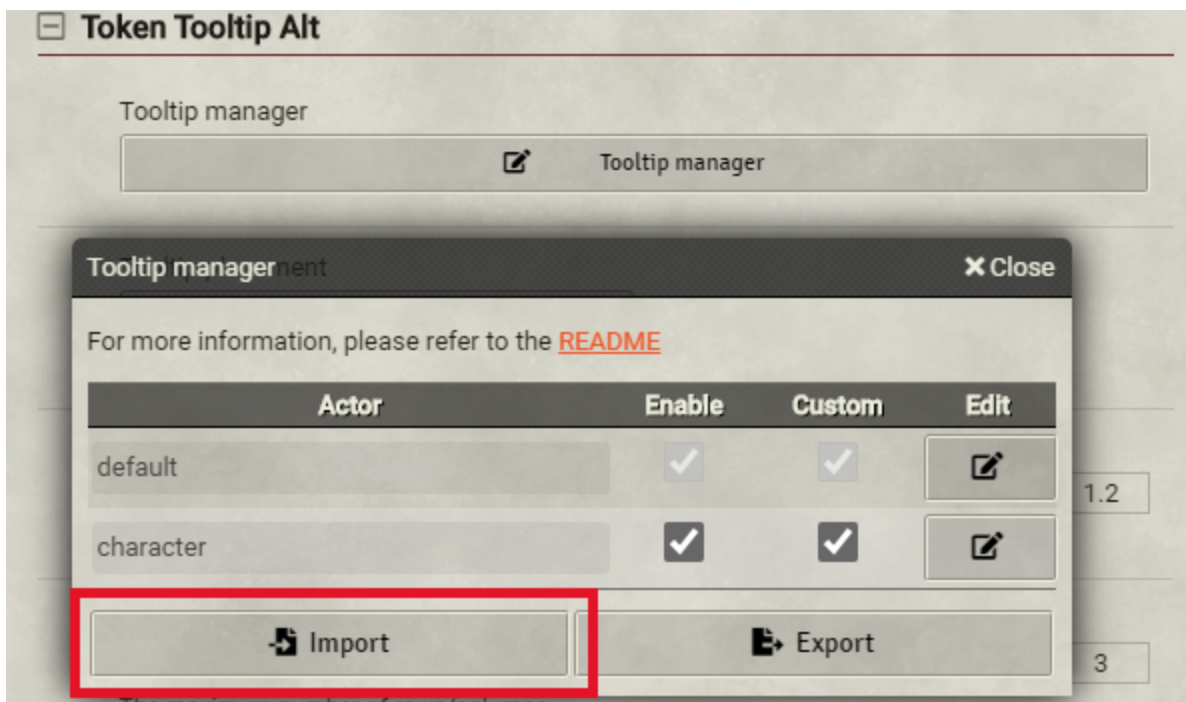 Token Tooltip Alt
Tooltip manager
Tooltip manager
Tooltip manager
Close
For more information, please refer to the README
Actor Enable Custom Edit
default
1.2
character
Import Export
3